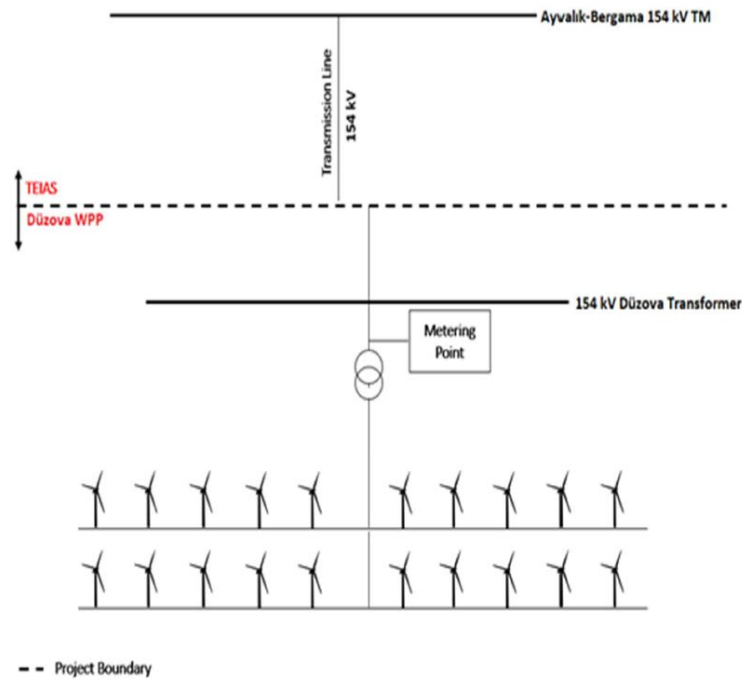 Ayvalık-Bergama 154 kV TM
Transmission Line
154 kV
TEIAS
Düzova WPP
154 kV Düzova Transformer
Metering
Point
Project Boundary